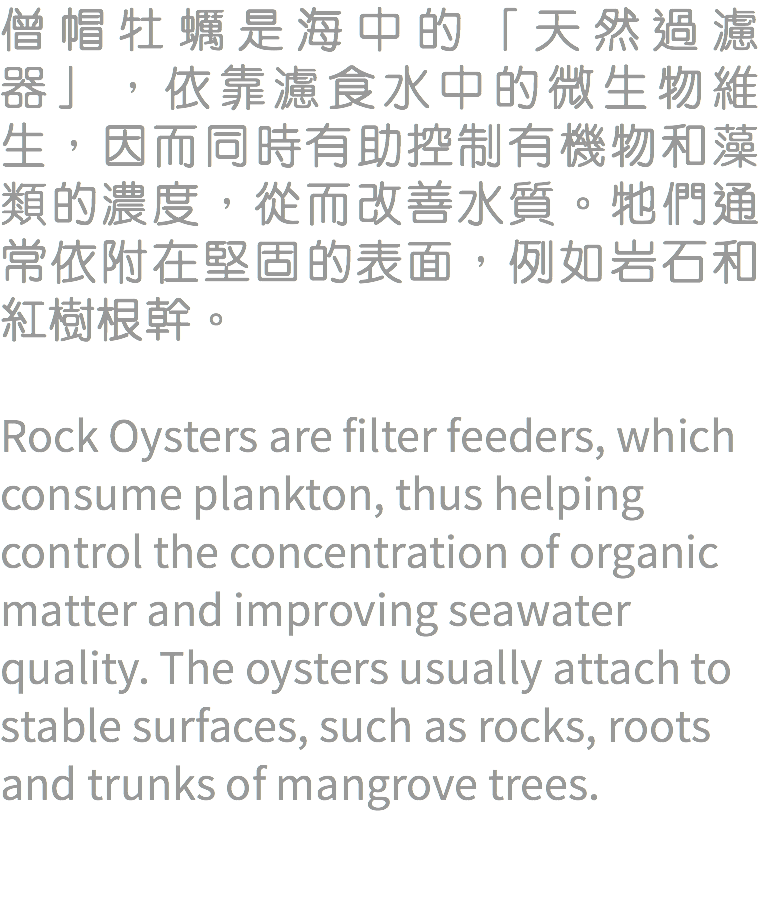 僧帽牡蠣是海中的「天然過濾
器」，依靠濾食水中的微生物維
生，因而同時有助控制有機物和藻
類的濃度，從而改善水質。牠們通
常依附在堅固的表面，例如岩石和
紅樹根幹。
Rock Oysters are filter feeders, which
consume plankton, thus helping
control the concentration of organic
matter and improving seawater
quality. The oysters usually attach to
stable surfaces, such as rocks, roots
and trunks of mangrove trees.